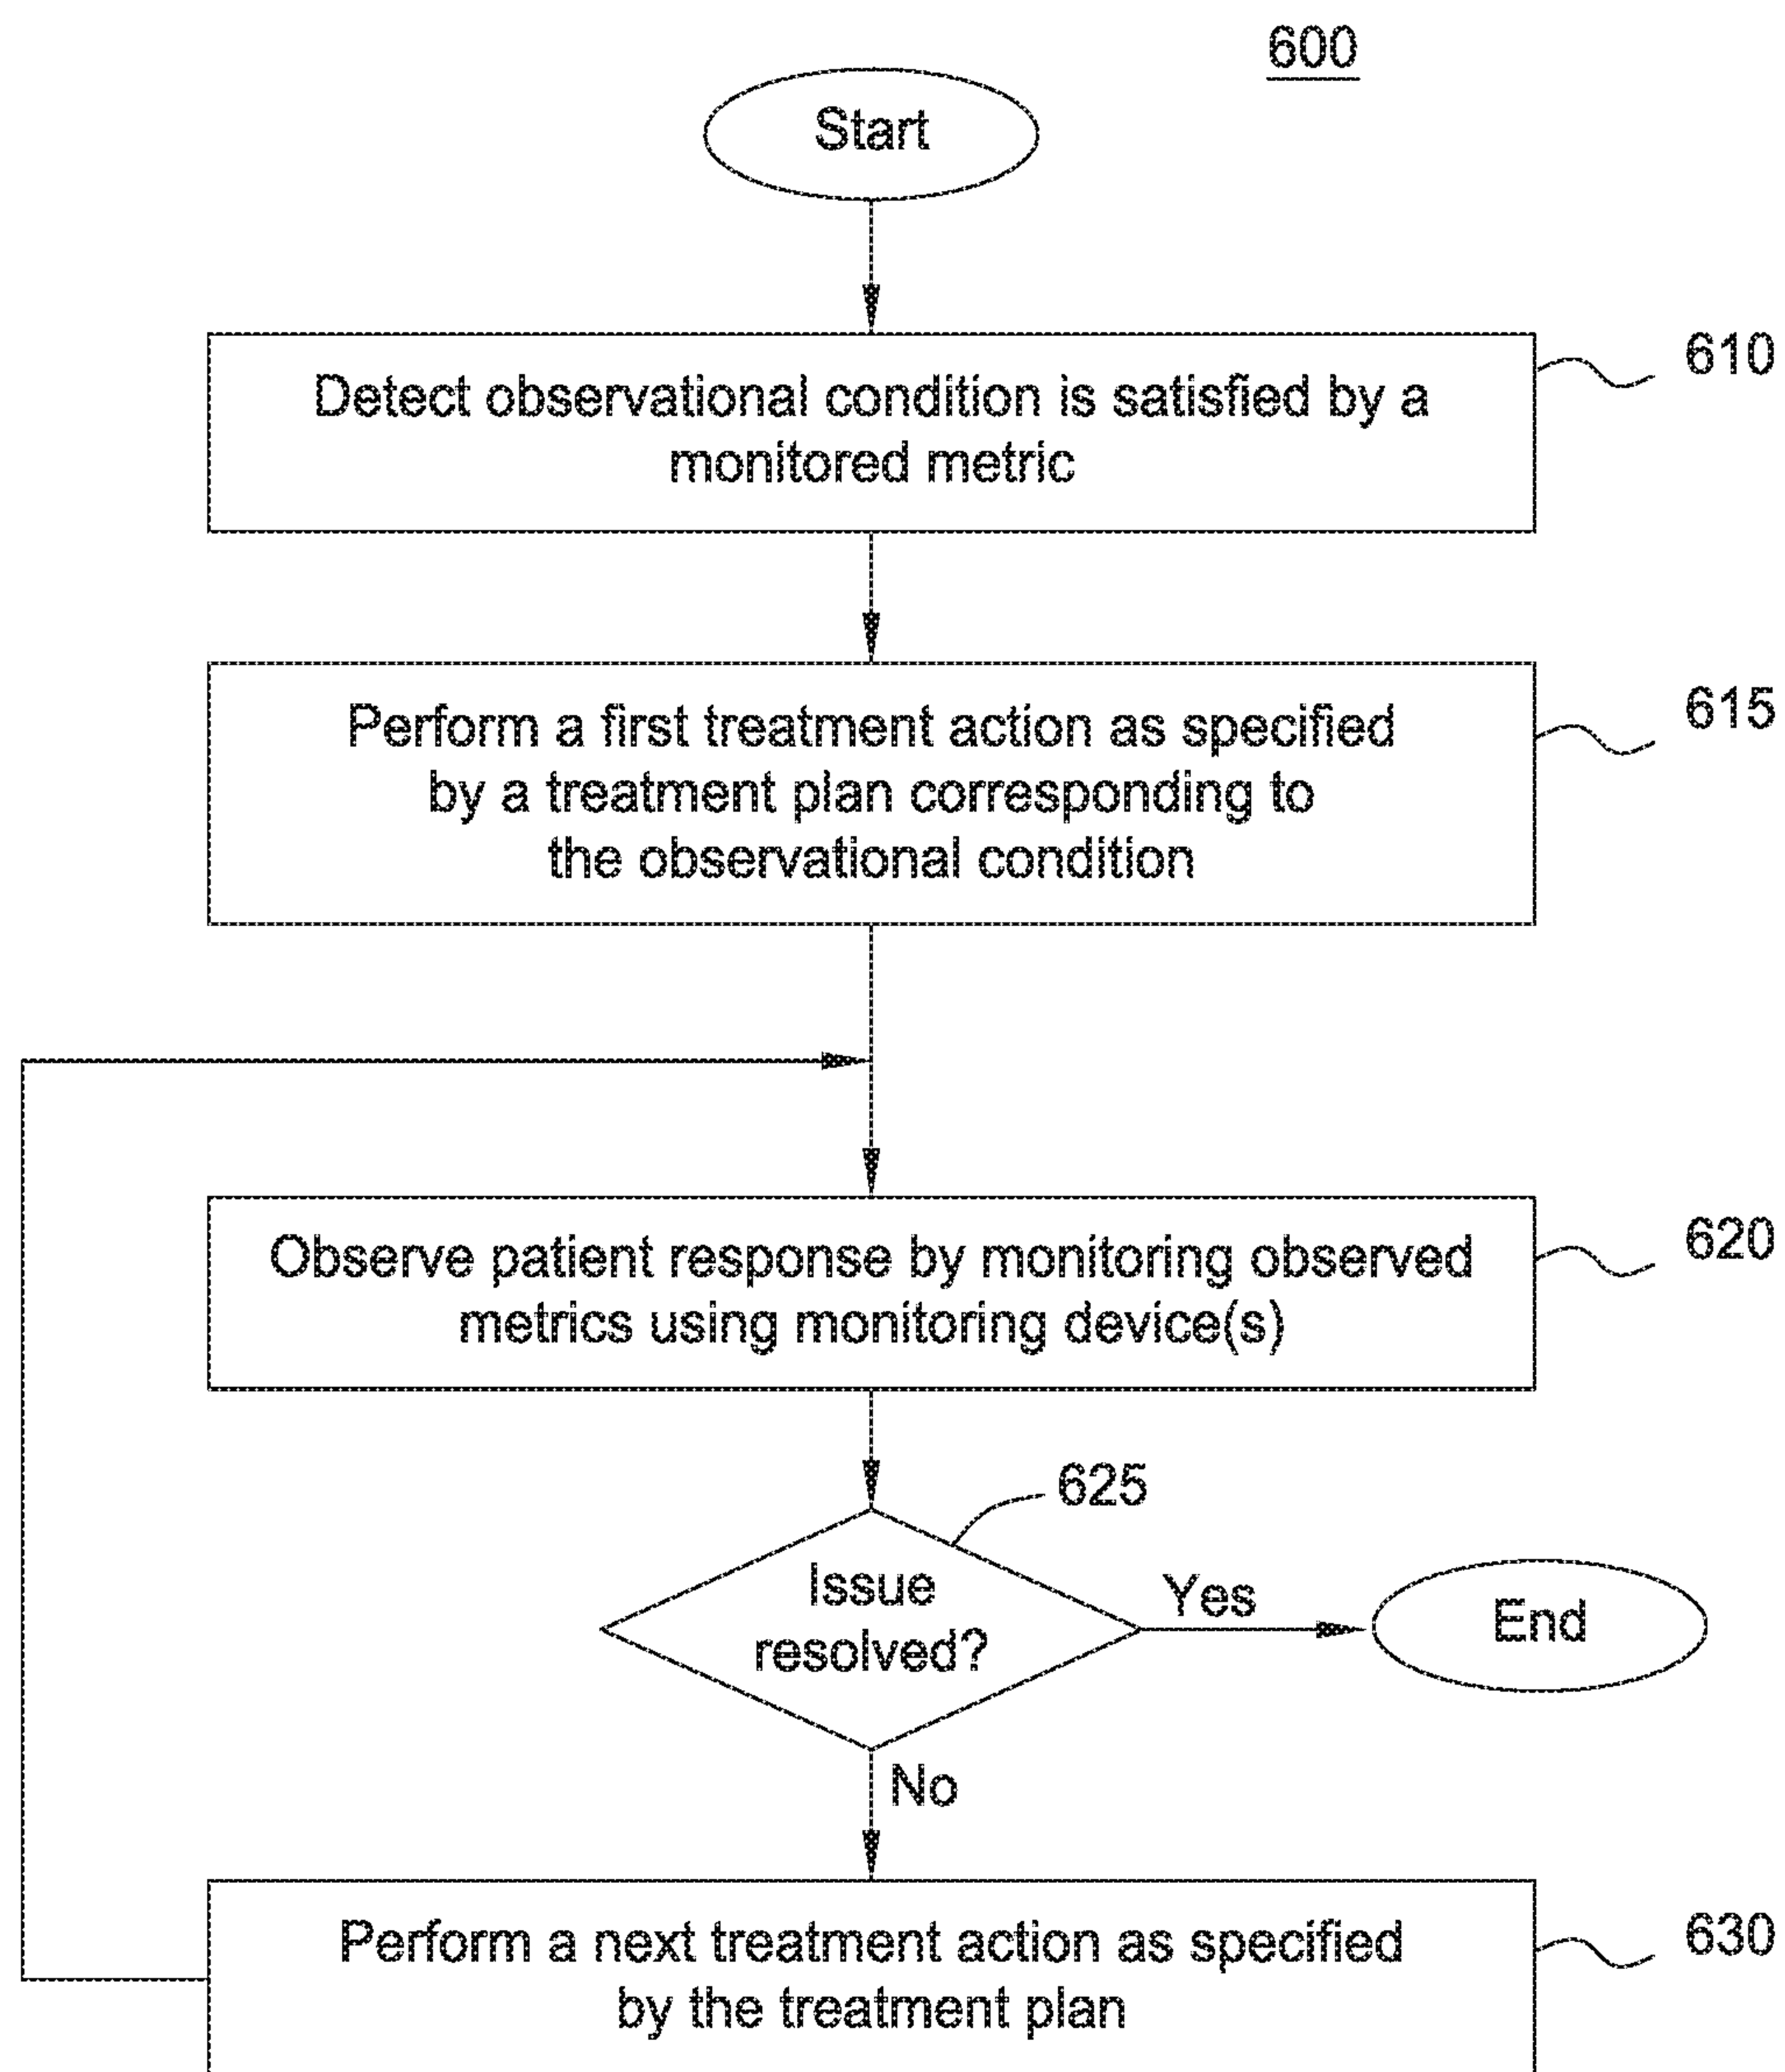 600
Start
610
Detect observational condition is satisfied by a
monitored metric
615
Perform a first treatment action as specified
by a treatment plan corresponding to
the observational condition
620
Observe patient response by monitoring observed
metrics using monitoring device(s)
625
Issue
resolved?
Yes
End
No
630
Perform a next treatment action as specified
by the treatment plan